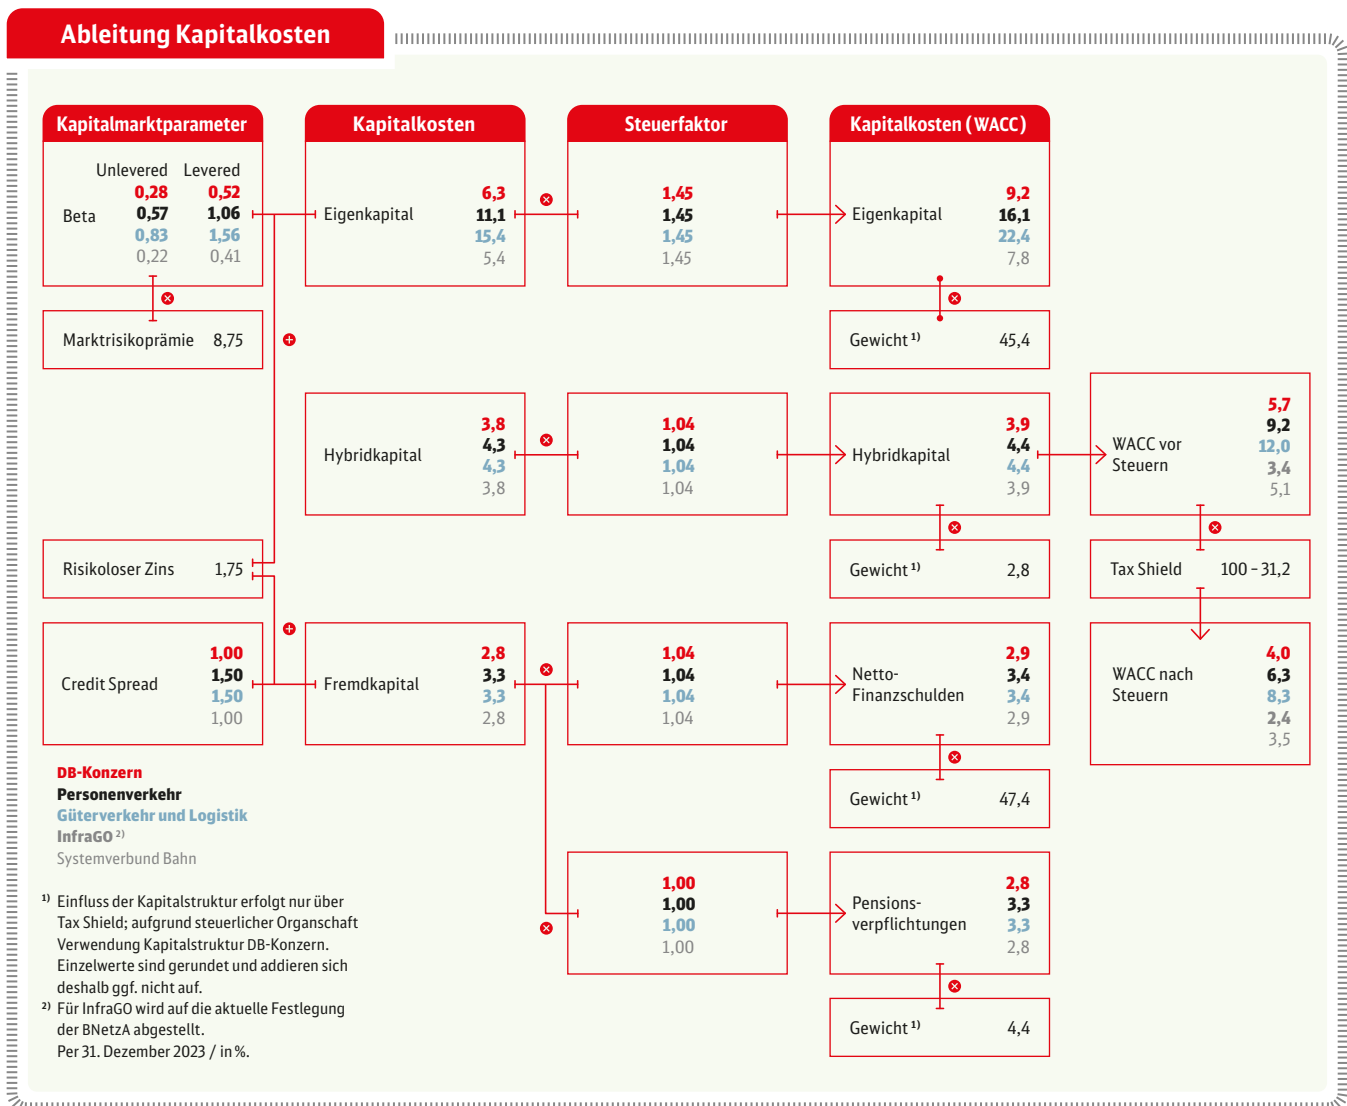 Ableitung Kapitalkosten
Kapitalmarktparameter
Unlevered Levered
0,28 0,52
Beta 0,57 1,06
0,83 1,56
0,22 0,41
Marktrisikoprämie 8,75
Risikoloser Zins 1,75
Credit Spread
1,00
1,50
1,50
1,00
Kapitalkosten
Eigenkapital
6,3
11,1
15,4
5,4
Hybridkapital
3,8
4,3
4,3
3,8
Fremdkapital
2,8
3,3
3,3
2,8
Steuerfaktor
1,45
1,45
1,45
1,45
1,04
1,04
1,04
1,04
1,04
1,04
1,04
1,04
1,00
1,00
1,00
1,00
Kapitalkosten (WACC)
Eigenkapital
9,2
16,1
22,4
7,8
Gewicht 1) 45,4
Hybridkapital
3,9
4,4
4,4
3,9
Gewicht 1) 2,8
Netto-
Finanzschulden
2,9
3,4
3,4
2,9
Gewicht 1) 47,4
Pensions-
verpflichtungen
2,8
3,3
3,3
2,8
Gewicht 1) 4,4
WACC vor
Steuern
5,7
9,2
12,0
3,4
5,1
Tax Shield 100 – 31,2
WACC nach
Steuern
4,0
6,3
8,3
2,4
3,5
DB-Konzern
Personenverkehr
Güterverkehr und Logistik
InfraGO 2)
Systemverbund Bahn
1) Einfluss der Kapitalstruktur erfolgt nur über
Tax Shield; aufgrund steuerlicher Organschaft
Verwendung Kapitalstruktur DB-Konzern.
Einzelwerte sind gerundet und addieren sich
deshalb ggf. nicht auf.
2) Für InfraGO wird auf die aktuelle Festlegung
der BNetzA abgestellt.
Per 31. Dezember 2023 / in %.